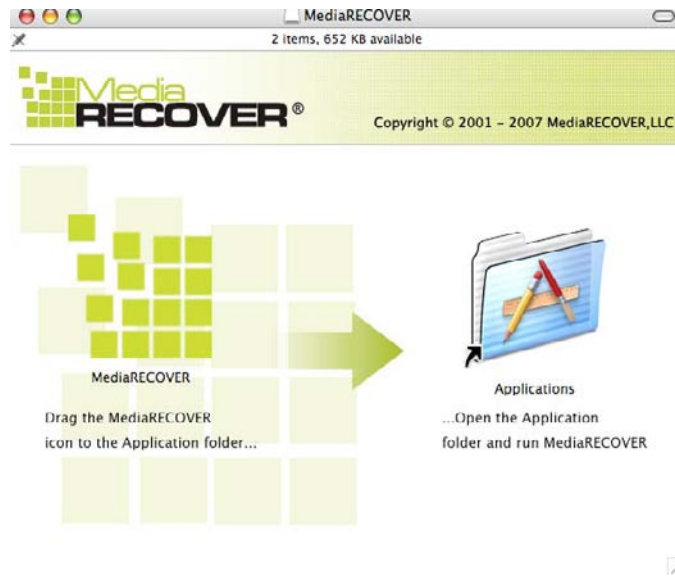 MediaRECOVER
2 items, 652 KB available
Media
RECOVER®
Copyright © 2001 – 2007 MediaRECOVER,LLC
MediaRECOVER
Drag the MediaRECOVER
icon to the Application folder...
Applications
...Open the Application
folder and run MediaRECOVER